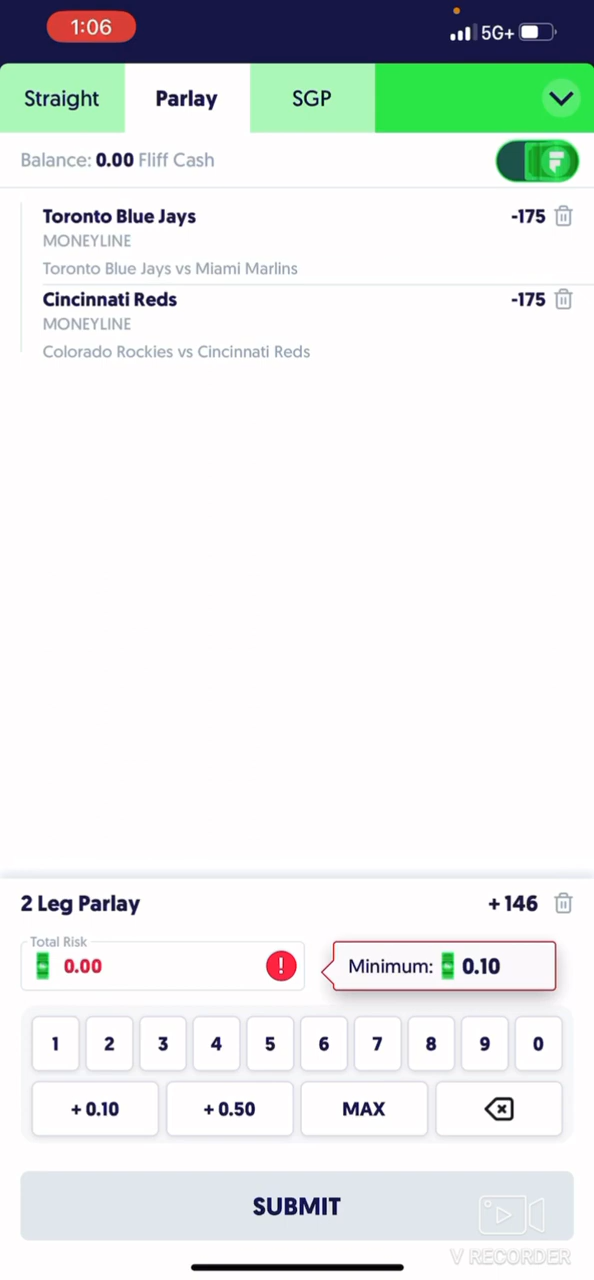 1:06
5G+
Straight
Parlay
SGP
Balance: 0.00 Fliff Cash
Toronto Blue Jays -175
MONEYLINE
Toronto Blue Jays vs Miami Marlins
Cincinnati Reds -175
MONEYLINE
Colorado Rockies vs Cincinnati Reds
2 Leg Parlay +146
Total Risk
0.00 ! Minimum: 0.10
1 2 3 4 5 6 7 8 9 0
+ 0.10 + 0.50 MAX
SUBMIT
V RECORDER